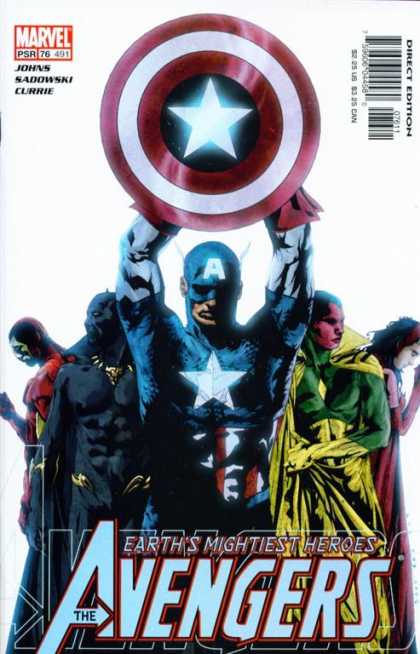 MARVEL
PSR 76 491
JOHNS
SADOWSKI
CURRIE
DIRECT EDITION
07611
$2.25 US $3.25 CAN
A
EARTH'S MIGHTIEST HEROES
THE AVENGERS